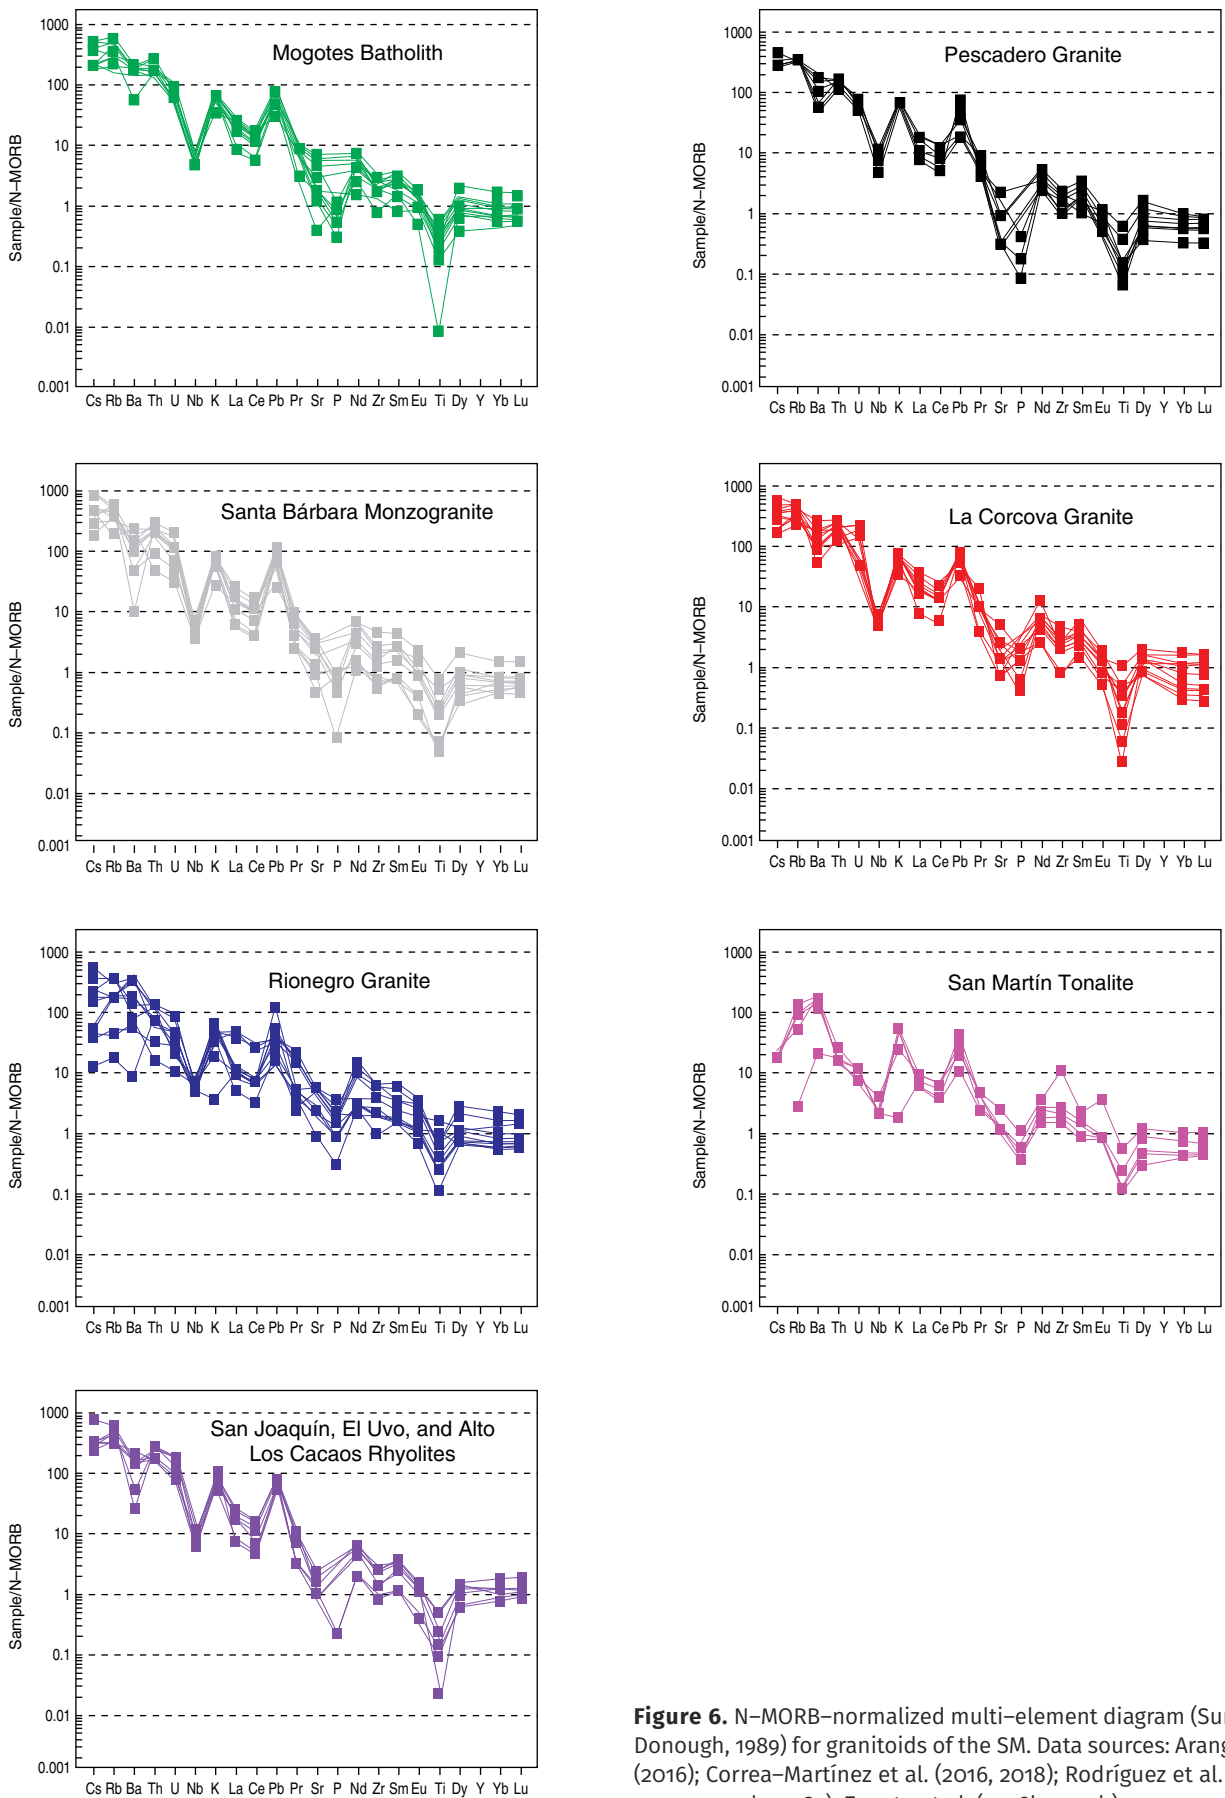 Mogotes Batholith
Sample/N–MORB
1000
100
10
1
0.1
0.01
0.001
Cs Rb Ba Th U Nb K La Ce Pb Pr Sr P Nd Zr Sm Eu Ti Dy Y Yb Lu
Pescadero Granite
Sample/N–MORB
1000
100
10
1
0.1
0.01
0.001
Cs Rb Ba Th U Nb K La Ce Pb Pr Sr P Nd Zr Sm Eu Ti Dy Y Yb Lu
Santa Bárbara Monzogranite
Sample/N–MORB
1000
100
10
1
0.1
0.01
0.001
Cs Rb Ba Th U Nb K La Ce Pb Pr Sr P Nd Zr Sm Eu Ti Dy Y Yb Lu
La Corcova Granite
Sample/N–MORB
1000
100
10
1
0.1
0.01
0.001
Cs Rb Ba Th U Nb K La Ce Pb Pr Sr P Nd Zr Sm Eu Ti Dy Y Yb Lu
Rionegro Granite
Sample/N–MORB
1000
100
10
1
0.1
0.01
0.001
Cs Rb Ba Th U Nb K La Ce Pb Pr Sr P Nd Zr Sm Eu Ti Dy Y Yb Lu
San Martín Tonalite
Sample/N–MORB
1000
100
10
1
0.1
0.01
0.001
Cs Rb Ba Th U Nb K La Ce Pb Pr Sr P Nd Zr Sm Eu Ti Dy Y Yb Lu
San Joaquín, El Uvo, and Alto
Los Cacaos Rhyolites
Sample/N–MORB
1000
100
10
1
0.1
0.01
0.001
Cs Rb Ba Th U Nb K La Ce Pb Pr Sr P Nd Zr Sm Eu Ti Dy Y Yb Lu
Figure 6. N–MORB–normalized multi–element diagram (Su
Donough, 1989) for granitoids of the SM. Data sources: Arang
(2016); Correa–Martínez et al. (2016, 2018); Rodríguez et al.